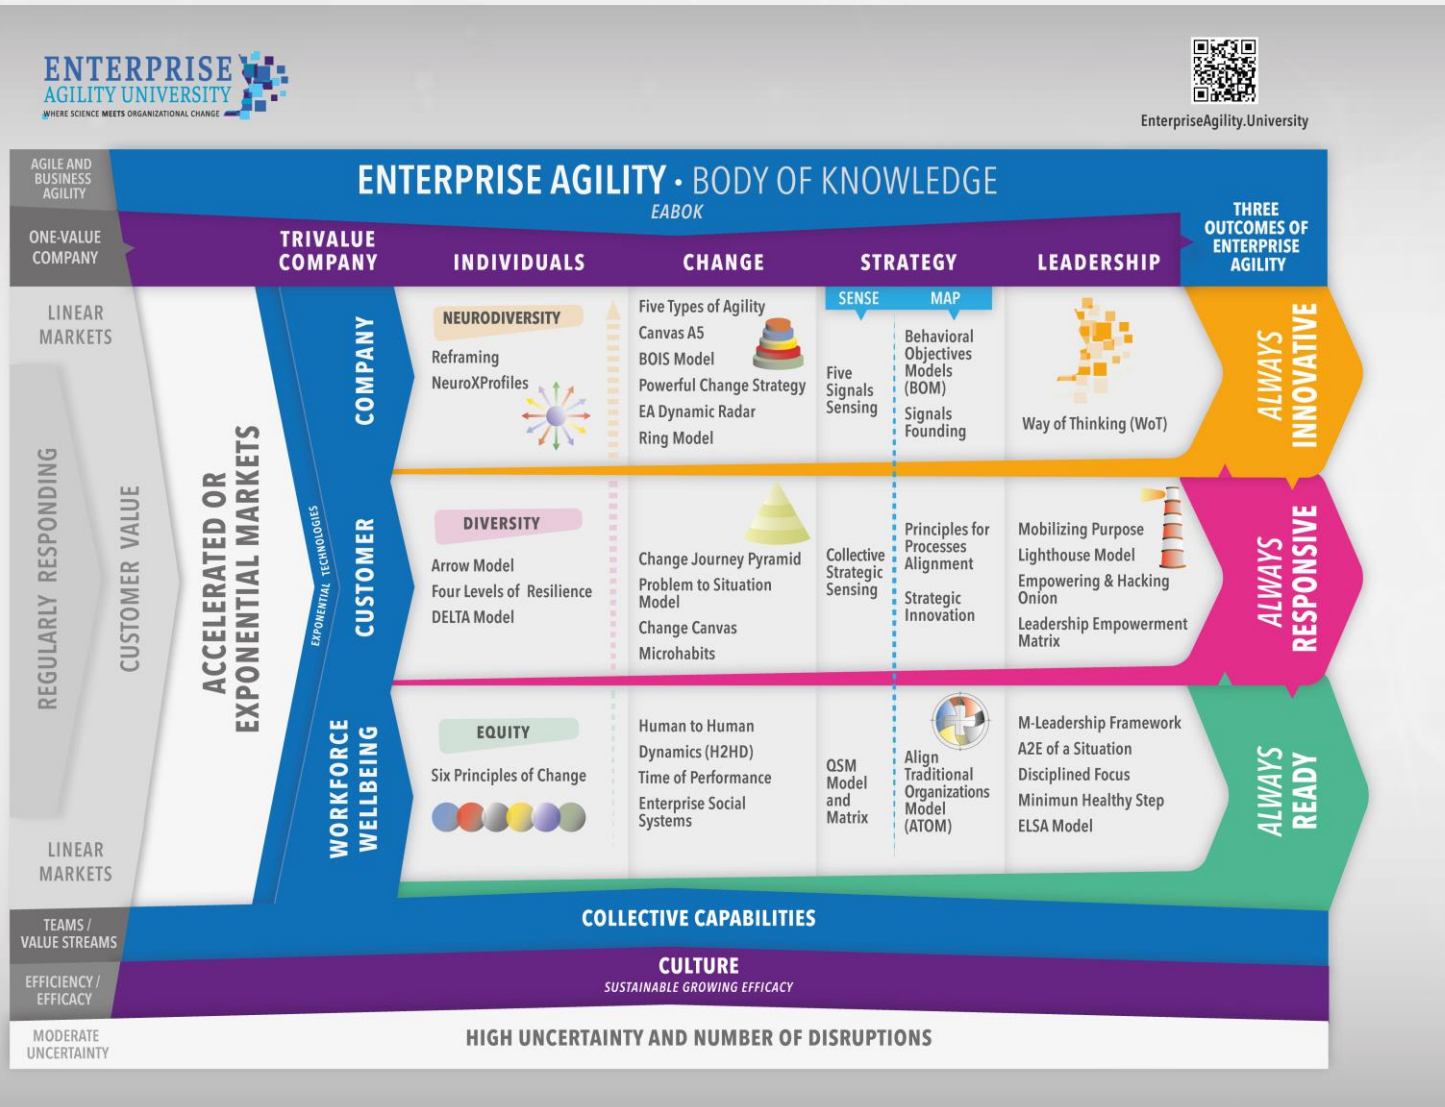 ENTERPRISE
AGILITY UNIVERSITY
WHERE SCIENCE MEETS ORGANIZATIONAL CHANGE
EnterpriseAgility.University
AGILE AND
BUSINESS
AGILITY
ENTERPRISE AGILITY • BODY OF KNOWLEDGE
EABOK
THREE
OUTCOMES OF
ENTERPRISE
AGILITY
ONE-VALUE
COMPANY
TRIVALUE
COMPANY
INDIVIDUALS
CHANGE
STRATEGY
LEADERSHIP
SENSE
MAP
LINEAR
MARKETS
REGULARLY RESPONDING
CUSTOMER VALUE
LINEAR
MARKETS
ACCELERATED OR
EXPONENTIAL MARKETS
EXPONENTIAL TECHNOLOGIES
COMPANY
NEURODIVERSITY
Reframing
NeuroXProfiles
Five Types of Agility
Canvas A5
BOIS Model
Powerful Change Strategy
EA Dynamic Radar
Ring Model
Five
Signals
Sensing
Behavioral
Objectives
Models
(BOM)
Signals
Founding
Way of Thinking (WoT)
ALWAYS
INNOVATIVE
CUSTOMER
DIVERSITY
Arrow Model
Four Levels of Resilience
DELTA Model
Change Journey Pyramid
Problem to Situation
Model
Change Canvas
Microhabits
Collective
Strategic
Sensing
Principles for
Processes
Alignment
Strategic
Innovation
Mobilizing Purpose
Lighthouse Model
Empowering & Hacking
Onion
Leadership Empowerment
Matrix
ALWAYS
RESPONSIVE
WORKFORCE
WELLBEING
EQUITY
Six Principles of Change
Human to Human
Dynamics (H2HD)
Time of Performance
Enterprise Social
Systems
QSM
Model
and
Matrix
Align
Traditional
Organizations
Model
(ATOM)
M-Leadership Framework
A2E of a Situation
Disciplined Focus
Minimun Healthy Step
ELSA Model
ALWAYS
READY
TEAMS /
VALUE STREAMS
COLLECTIVE CAPABILITIES
EFFICIENCY /
EFFICACY
CULTURE
SUSTAINABLE GROWING EFFICACY
MODERATE
UNCERTAINTY
HIGH UNCERTAINTY AND NUMBER OF DISRUPTIONS